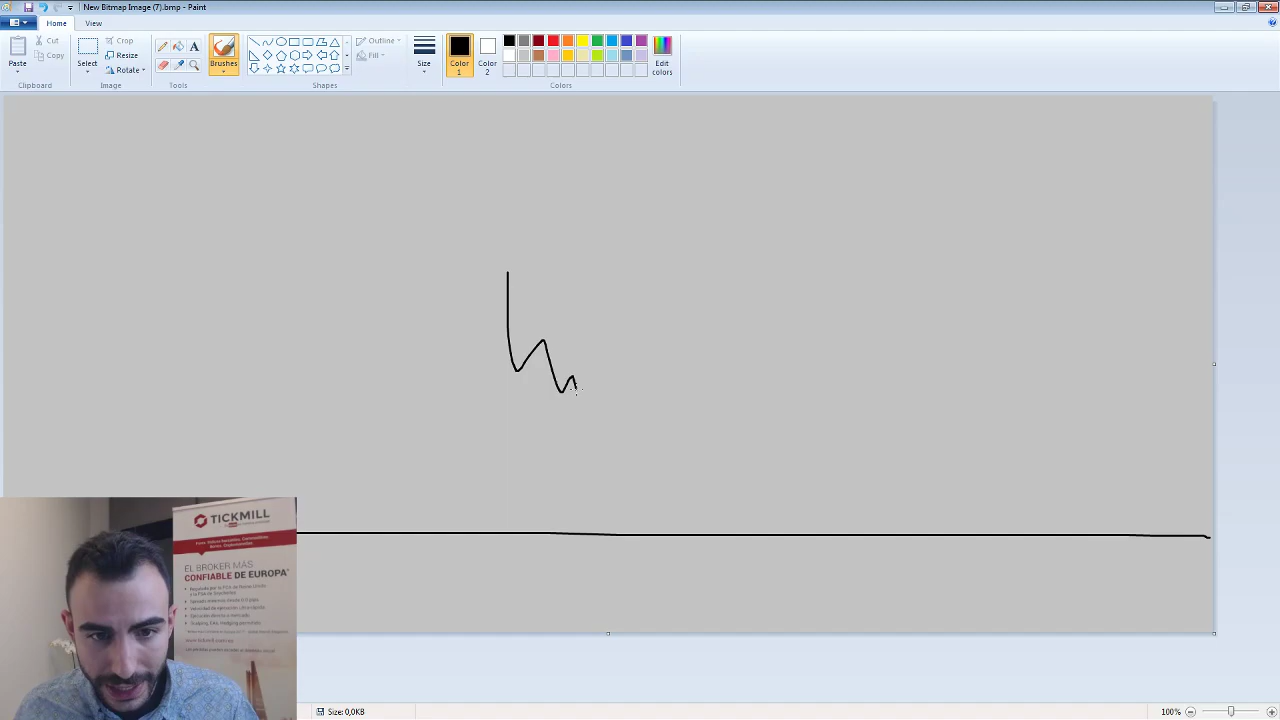 New Bitmap Image (7).bmp - Paint
Home View
Paste
Cut
Copy
Clipboard
Select
Crop
Resize
Rotate
Image
A
Tools
Brushes
Shapes
Outline
Fill
Size
Color 1
Color 2
Edit colors
Colors
TICKMILL
EL BROKER MÁS
CONFIABLE DE EUROPA
Size: 0,0KB
100%